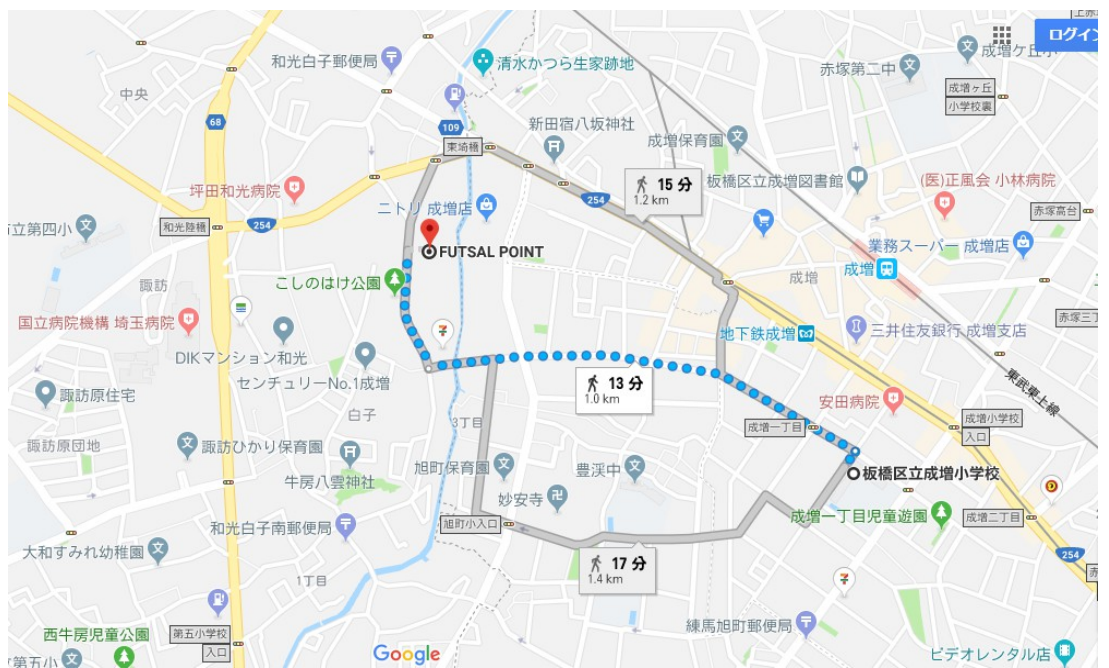 上赤
ログイン
成増ケ丘
和光白子郵便局
清水かつら生家跡地
赤塚第二中
中央
成増ヶ丘
小学校裏
68
109
新田宿八坂神社
成増保育園
東埼橋
15 分
1.2 km
板橋区立成増図書館
(医)正風会 小林病院
坪田和光病院
ニトリ 成増店
254
赤塚高台
市立第四小
和光陸橋
254
FUTSAL POINT
業務スーパー 成増店
成増
成増
諏訪
こしのはけ公園
赤塚三丁
国立病院機構 埼玉病院
地下鉄成増
三井住友銀行 成増支店
DIKマンション和光
センチュリーNo.1成増
東武東上線
13 分
1.0 km
諏訪原住宅
白子
安田病院
成増小学校
入口
3丁目
成増一丁目
諏訪原団地
諏訪ひかり保育園
旭町保育園
豊渓中
板橋区立成増小学校
牛房八雲神社
妙安寺
成増一丁目児童遊園
成増二丁目
和光白子南郵便局
旭町小入口
大和すみれ幼稚園
17 分
1.4 km
254
1丁目
赤
西牛房児童公園
第五小学校
入口
練馬旭町郵便局
第五小
Google
ビデオレンタル店